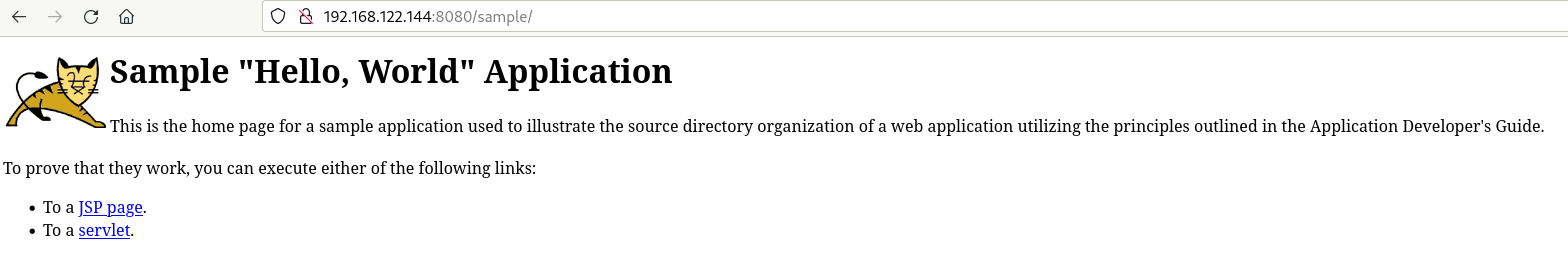 192.168.122.144:8080/sample/
Sample "Hello, World" Application
This is the home page for a sample application used to illustrate the source directory organization of a web application utilizing the principles outlined in the Application Developer's Guide.
To prove that they work, you can execute either of the following links:
• To a JSP page.
• To a servlet.